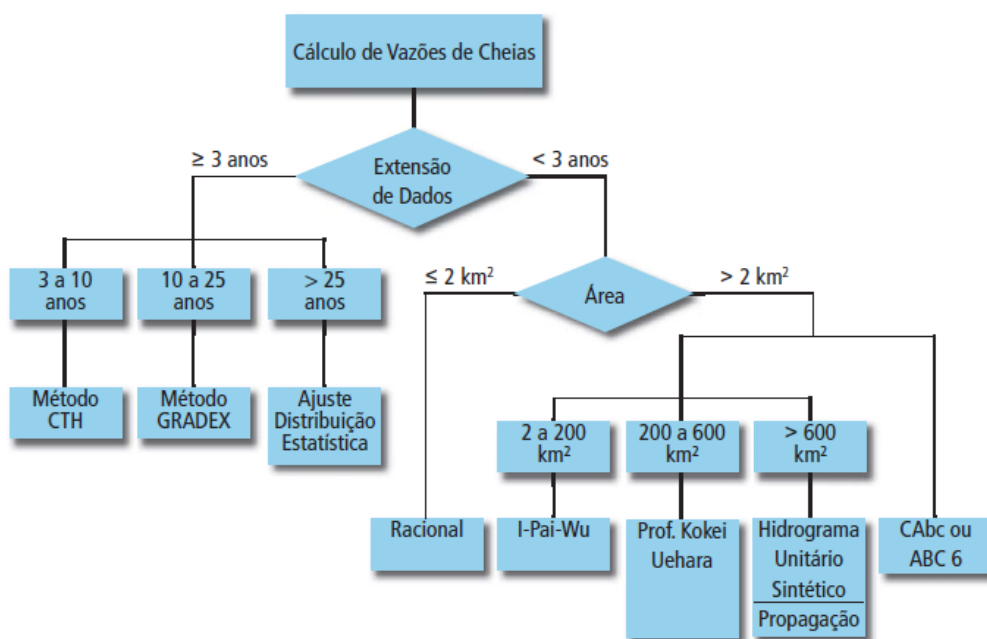 Cálculo de Vazões de Cheias
≥ 3 anos
< 3 anos
Extensão
de Dados
3 a 10
anos
10 a 25
anos
> 25
anos
≤ 2 km²
> 2 km²
Área
Método
CTH
Método
GRADEX
Ajuste
Distribuição
Estatística
2 a 200
km²
200 a 600
km²
> 600
km²
Racional
I-Pai-Wu
Prof. Kokei
Uehara
Hidrograma
Unitário
Sintético
Propagação
CAbc ou
ABC 6